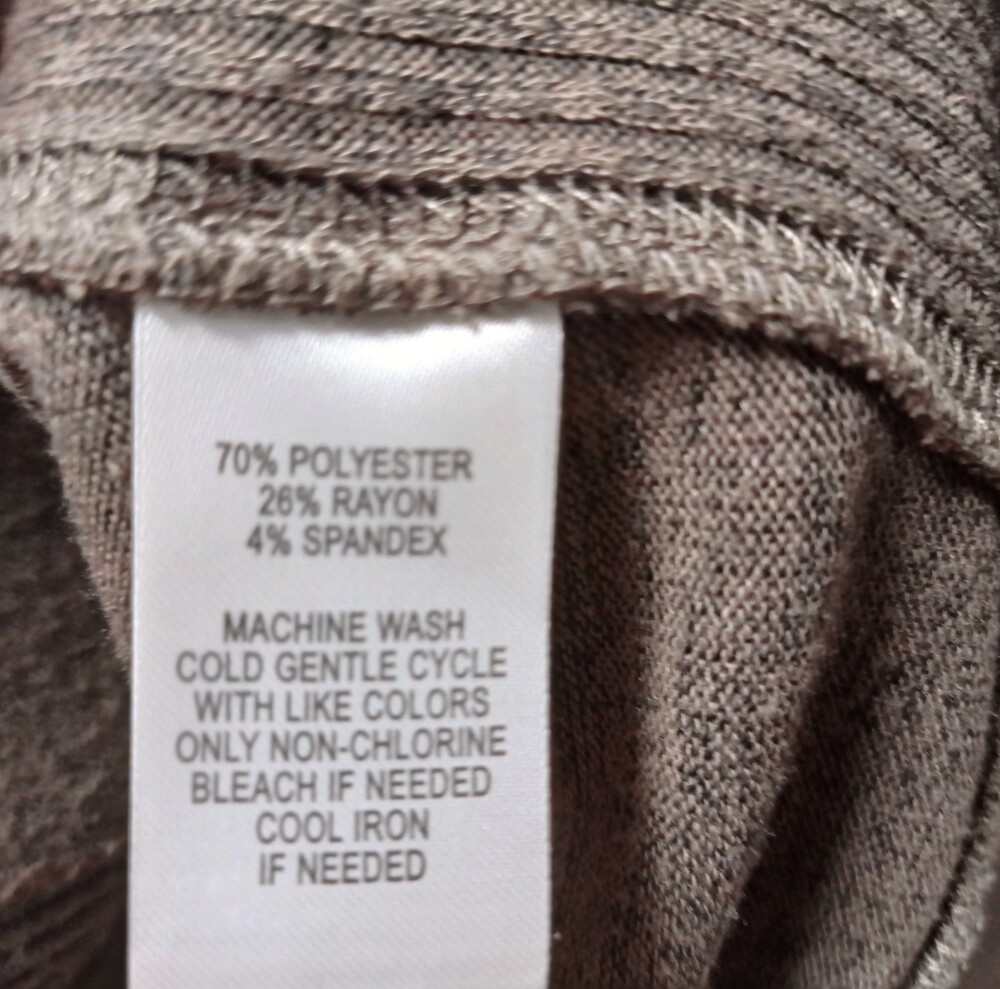 70% POLYESTER
26% RAYON
4% SPANDEX
MACHINE WASH
COLD GENTLE CYCLE
WITH LIKE COLORS
ONLY NON-CHLORINE
BLEACH IF NEEDED
COOL IRON
IF NEEDED